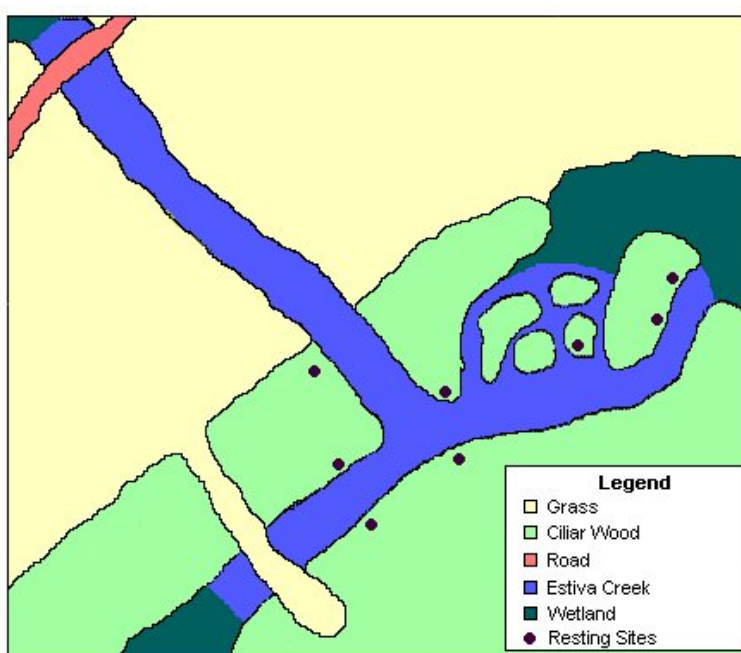 Legend
Grass
Ciliar Wood
Road
Estiva Creek
Wetland
Resting Sites